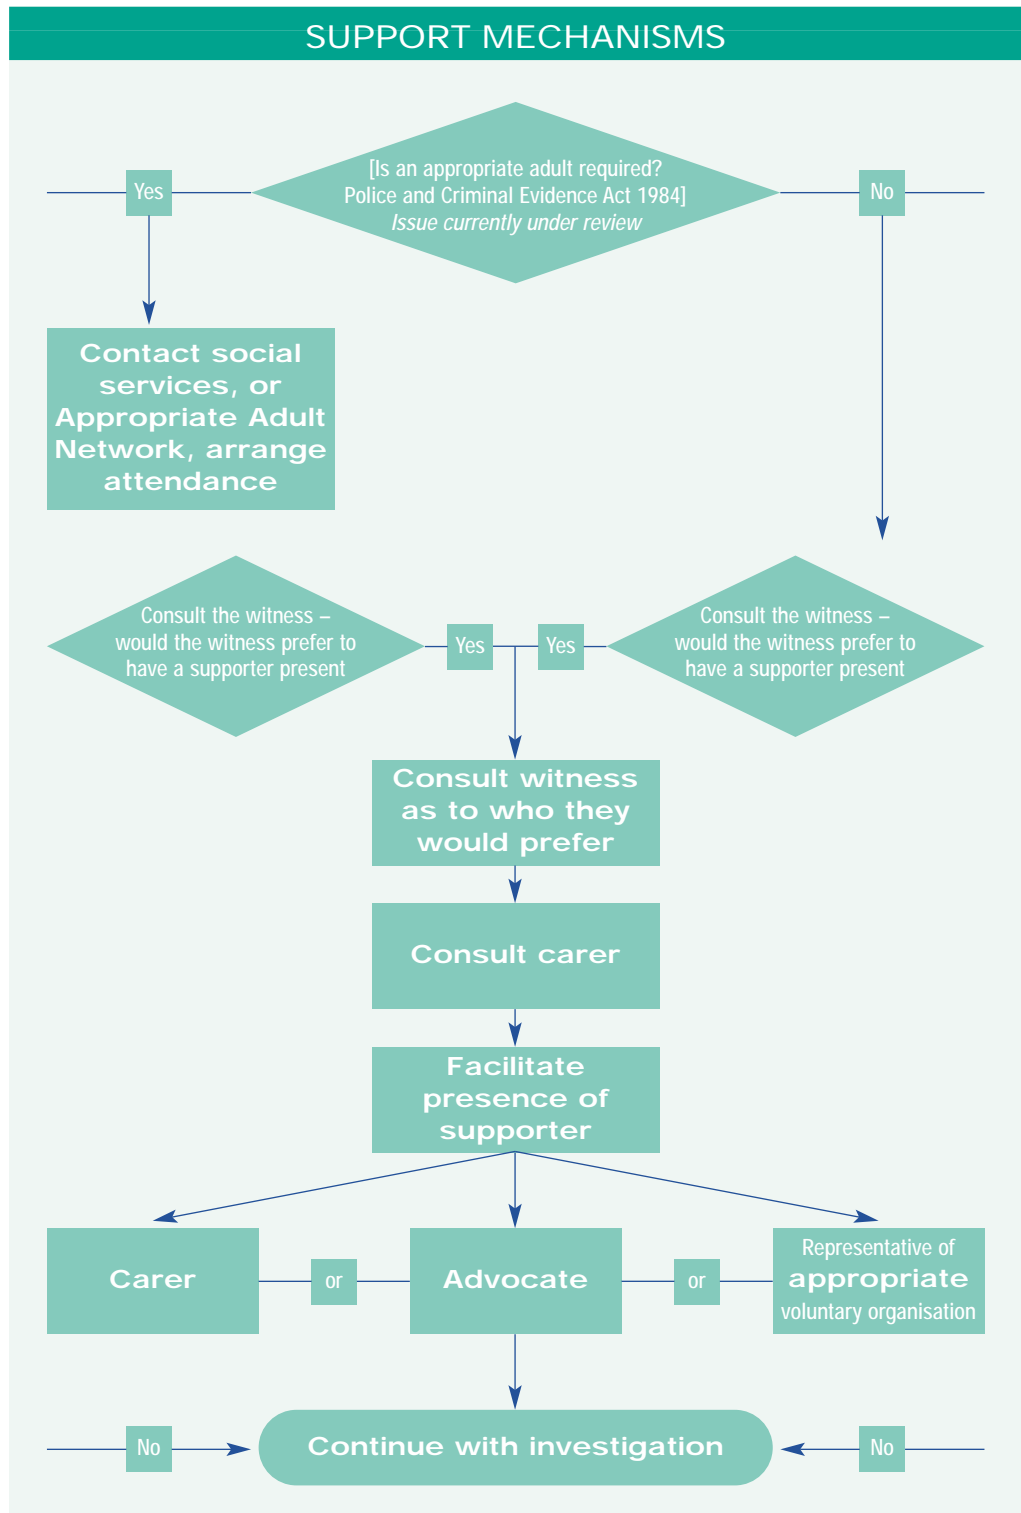 SUPPORT MECHANISMS
[Is an appropriate adult required?
Police and Criminal Evidence Act 1984]
Issue currently under review
Yes
No
Contact social
services, or
Appropriate Adult
Network, arrange
attendance
Consult the witness –
would the witness prefer to
have a supporter present
Yes
Yes
Consult the witness –
would the witness prefer to
have a supporter present
Consult witness
as to who they
would prefer
Consult carer
Facilitate
presence of
supporter
Carer
or
Advocate
or
Representative of
appropriate
voluntary organisation
No
Continue with investigation
No